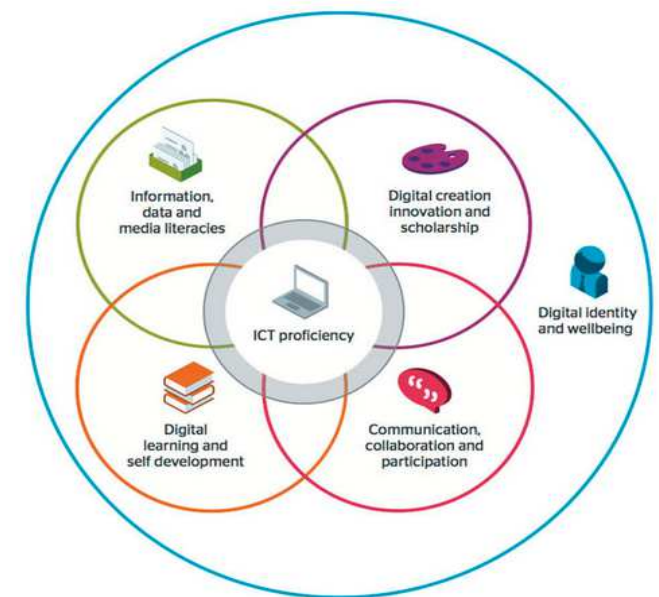 Information,
data and
media literacies
Digital creation
innovation and
scholarship
ICT proficiency
Digital identity
and wellbeing
Digital
learning and
self development
Communication,
collaboration and
participation